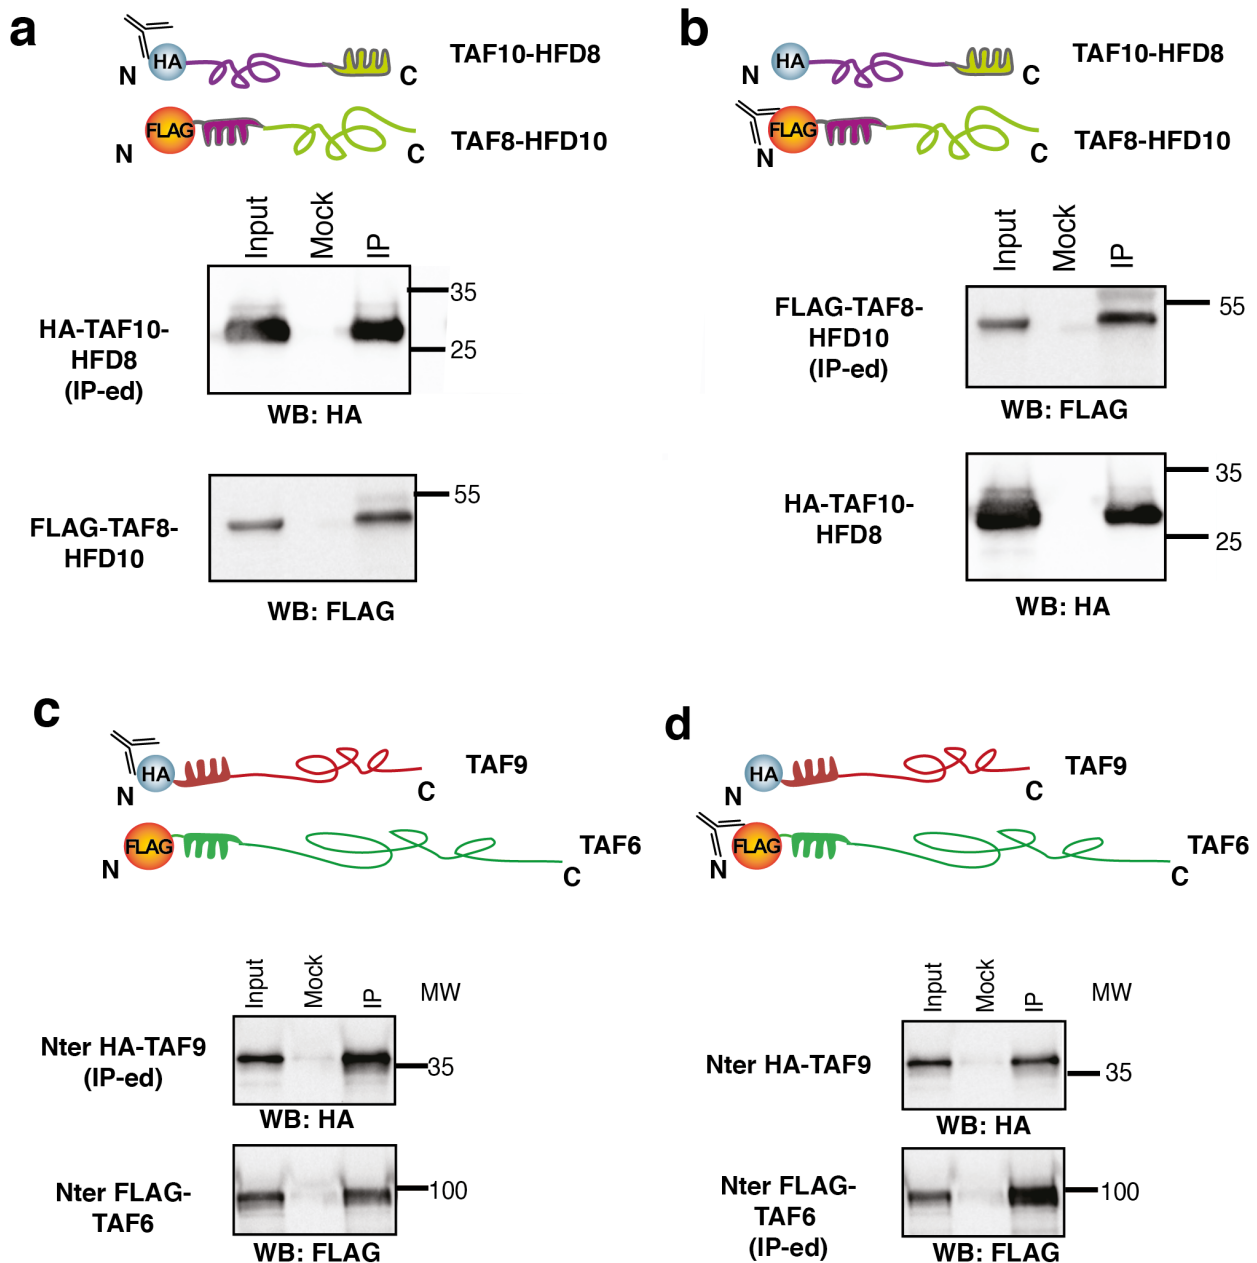 a
HA
TAF10-HFD8
N
C
FLAG
TAF8-HFD10
N
C
Input
Mock
IP
HA-TAF10-
HFD8
(IP-ed)
35
25
WB: HA
FLAG-TAF8-
HFD10
55
WB: FLAG
b
HA
TAF10-HFD8
N
C
FLAG
TAF8-HFD10
N
C
Input
Mock
IP
FLAG-TAF8-
HFD10
(IP-ed)
55
WB: FLAG
HA-TAF10-
HFD8
35
25
WB: HA
c
HA
TAF9
N
C
FLAG
TAF6
N
C
Input
Mock
IP
MW
Nter HA-TAF9
(IP-ed)
35
WB: HA
Nter FLAG-
TAF6
100
WB: FLAG
d
HA
TAF9
N
C
FLAG
TAF6
N
C
Input
Mock
IP
MW
Nter HA-TAF9
35
WB: HA
Nter FLAG-
TAF6
(IP-ed)
100
WB: FLAG